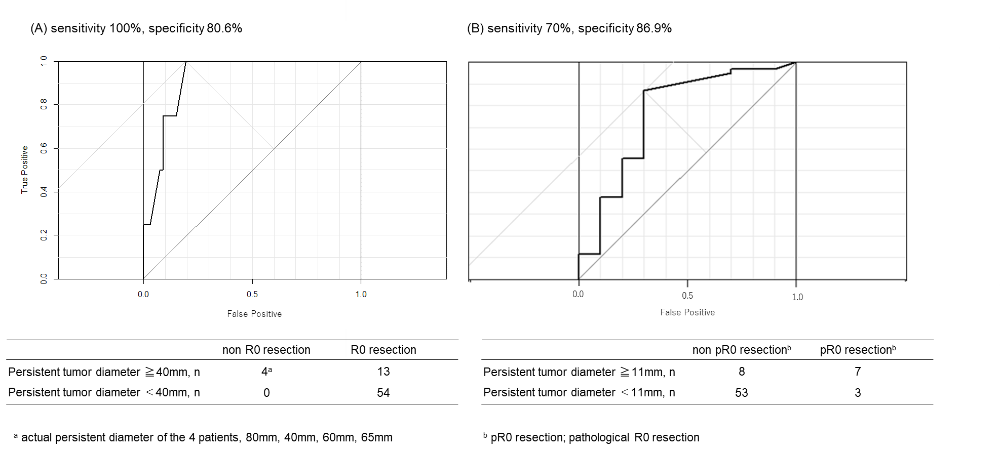 (A) sensitivity 100%, specificity 80.6%
(B) sensitivity 70%, specificity 86.9%
True Positive
1.0
0.8
0.6
0.4
0.2
0.0
0.0 0.5 1.0
False Positive
0.0 0.5 1.0
False Positive
non R0 resection R0 resection
Persistent tumor diameter ≧40mm, n 4ᵃ 13
Persistent tumor diameter <40mm, n 0 54
ᵃ actual persistent diameter of the 4 patients, 80mm, 40mm, 60mm, 65mm
non pR0 resectionᵇ pR0 resectionᵇ
Persistent tumor diameter ≧11mm, n 8 7
Persistent tumor diameter <11mm, n 53 3
ᵇ pR0 resection; pathological R0 resection